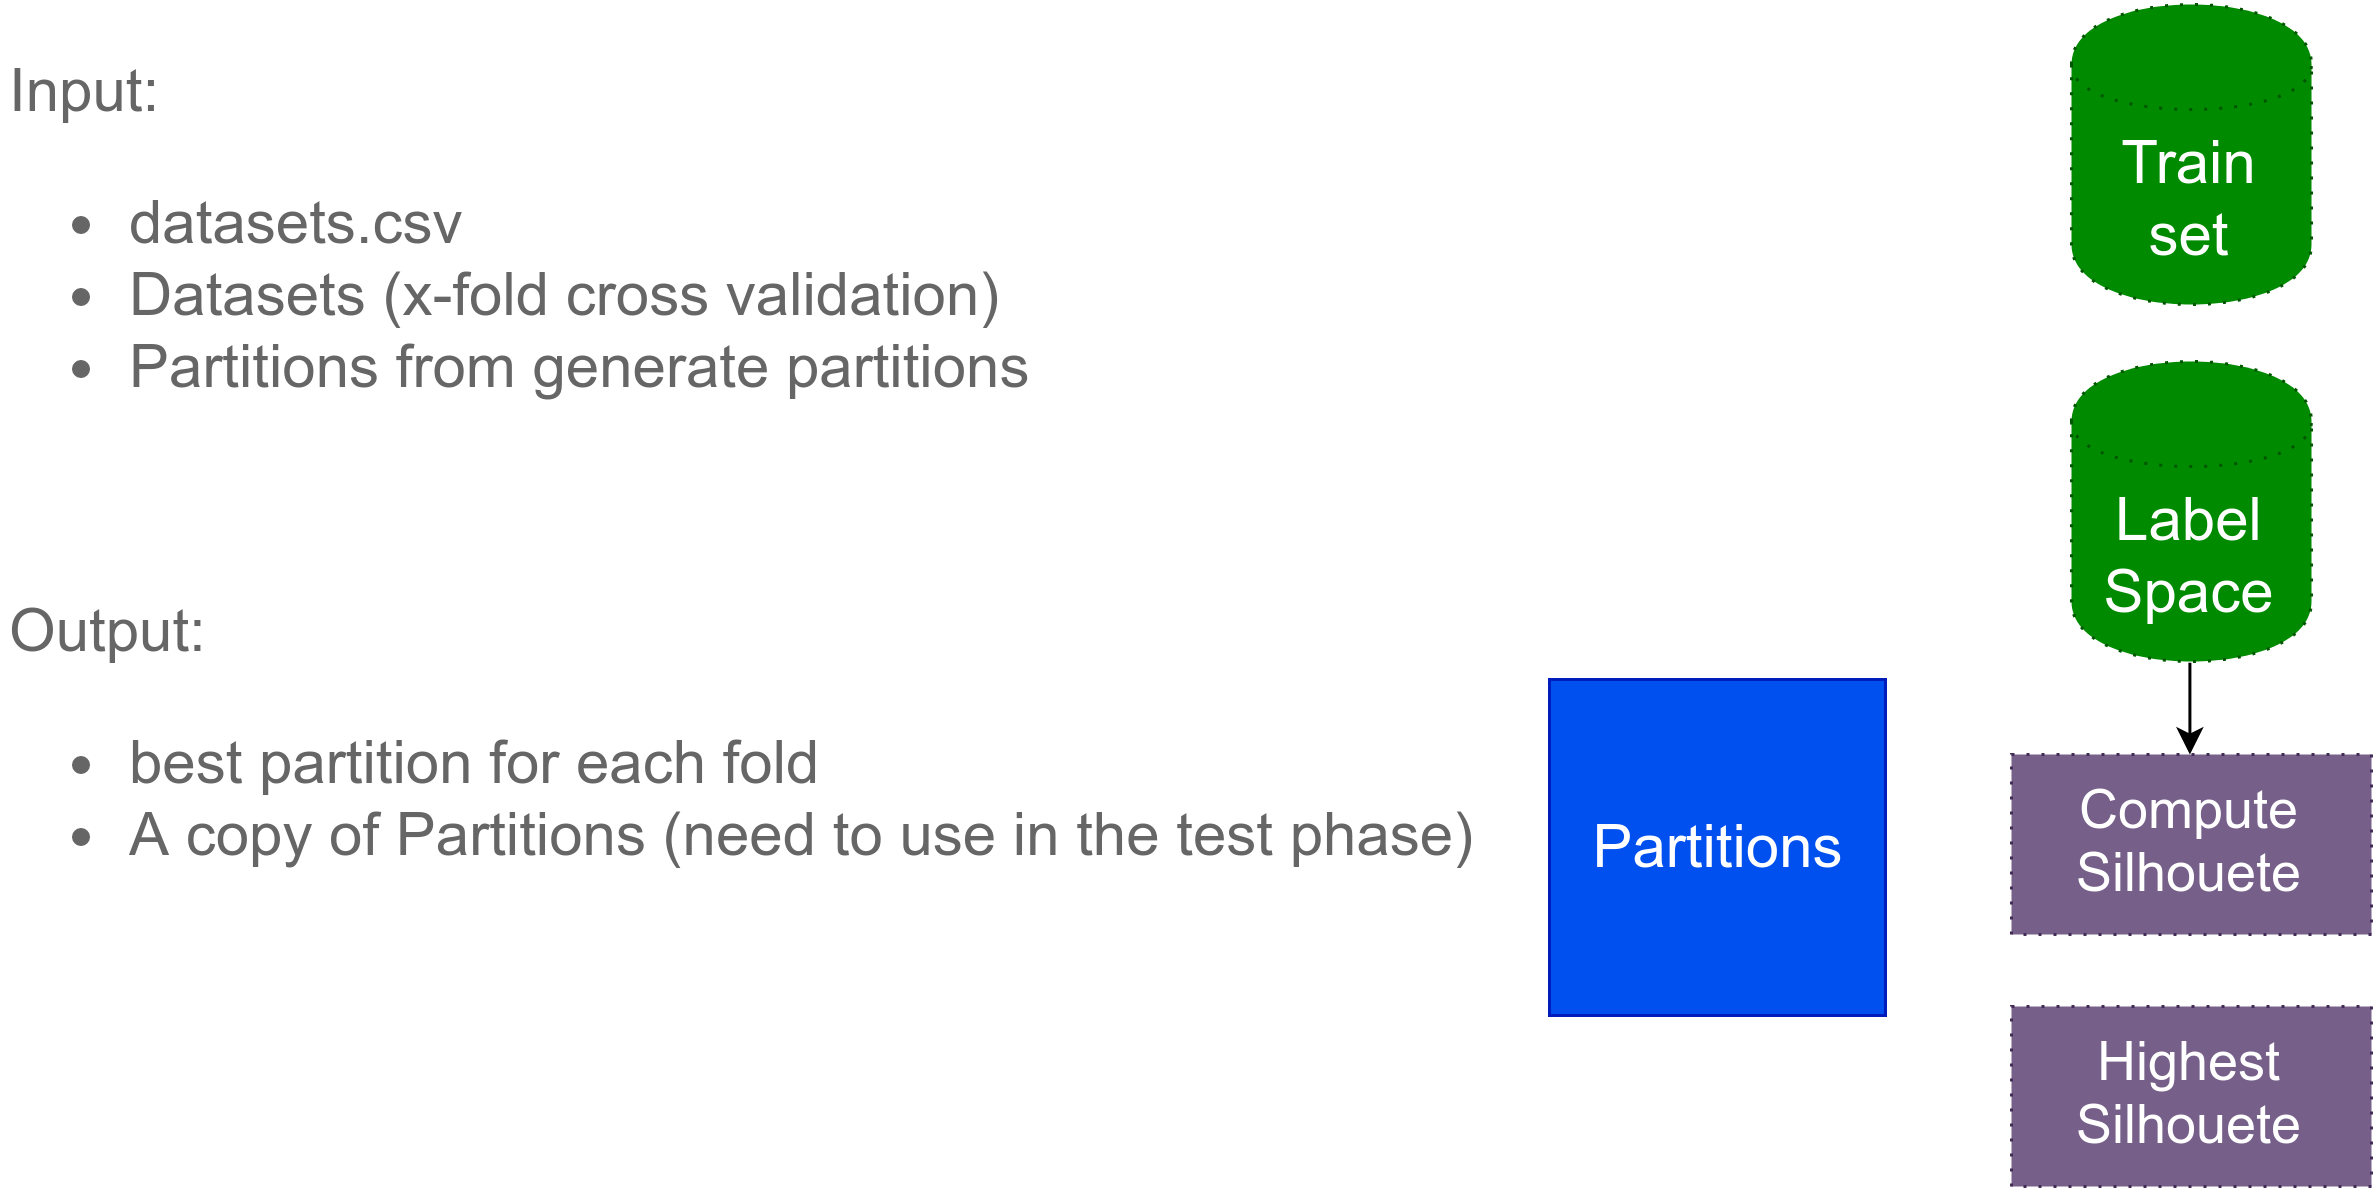 Input:
datasets.csv
Datasets (x-fold cross validation)
Partitions from generate partitions
Output:
best partition for each fold
A copy of Partitions (need to use in the test phase)
Partitions
Train
set
Label
Space
Compute
Silhouete
Highest
Silhouete